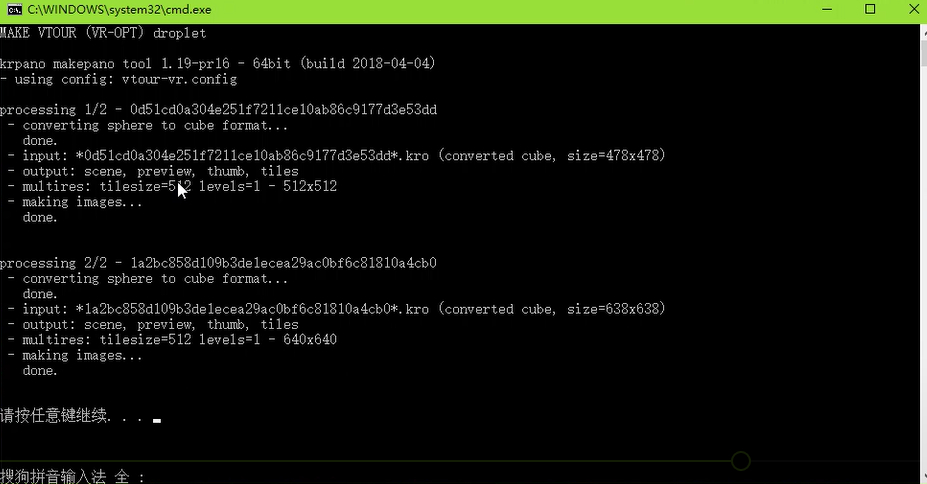 C:\WINDOWS\system32\cmd.exe
MAKE VTOUR (VR-OPT) droplet
krpano makepano tool 1.19-pr16 - 64bit (build 2018-04-04)
- using config: vtour-vr.config
processing 1/2 - 0d51cd0a304e251f7211ce10ab86c9177d3e53dd
- converting sphere to cube format...
done.
- input: *0d51cd0a304e251f7211ce10ab86c9177d3e53dd*.kro (converted cube, size=478x478)
- output: scene, preview, thumb, tiles
- multires: tilesize=512 levels=1 - 512x512
- making images...
done.
processing 2/2 - 1a2bc858d109b3de1ecea29ac0bf6c81810a4cb0
- converting sphere to cube format...
done.
- input: *1a2bc858d109b3de1ecea29ac0bf6c81810a4cb0*.kro (converted cube, size=638x638)
- output: scene, preview, thumb, tiles
- multires: tilesize=512 levels=1 - 640x640
- making images...
done.
请按任意键继续. . .
搜狗拼音输入法 全 :